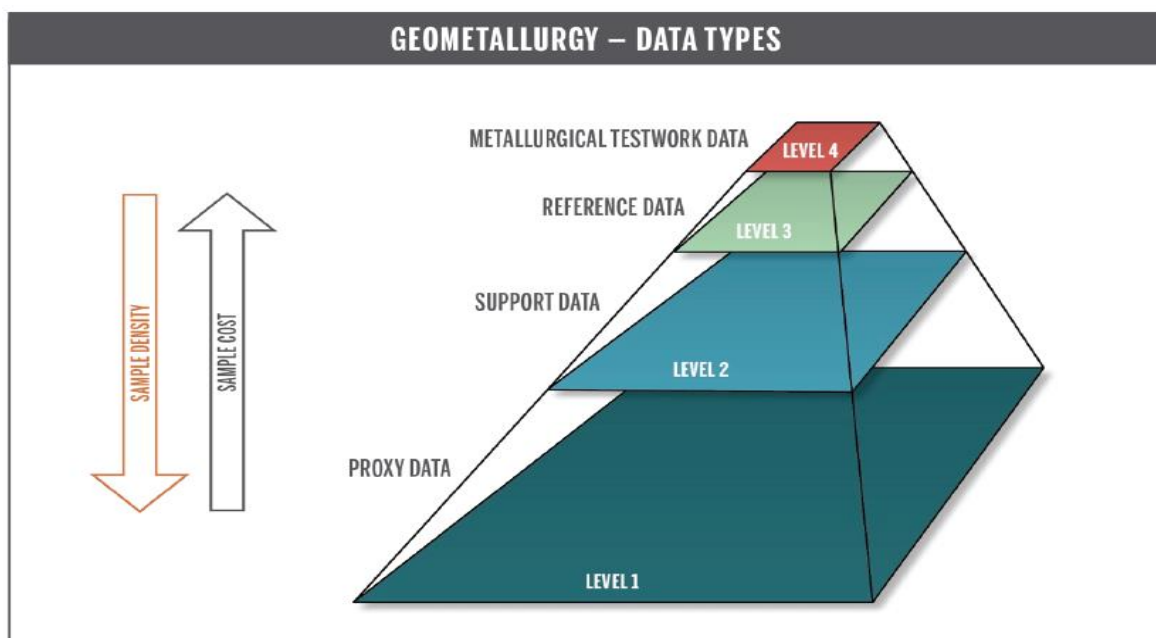 GEOMETALLURGY – DATA TYPES
METALLURGICAL TESTWORK DATA
LEVEL 4
REFERENCE DATA
LEVEL 3
SUPPORT DATA
LEVEL 2
PROXY DATA
LEVEL 1
SAMPLE DENSITY
SAMPLE COST